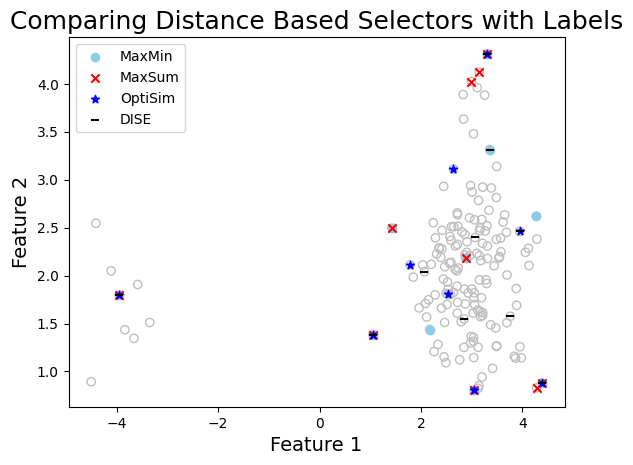 Comparing Distance Based Selectors with Labels
MaxMin
MaxSum
OptiSim
DISE
4.0
3.5
3.0
2.5
2.0
1.5
1.0
Feature 2
−4
−2
0
2
4
Feature 1